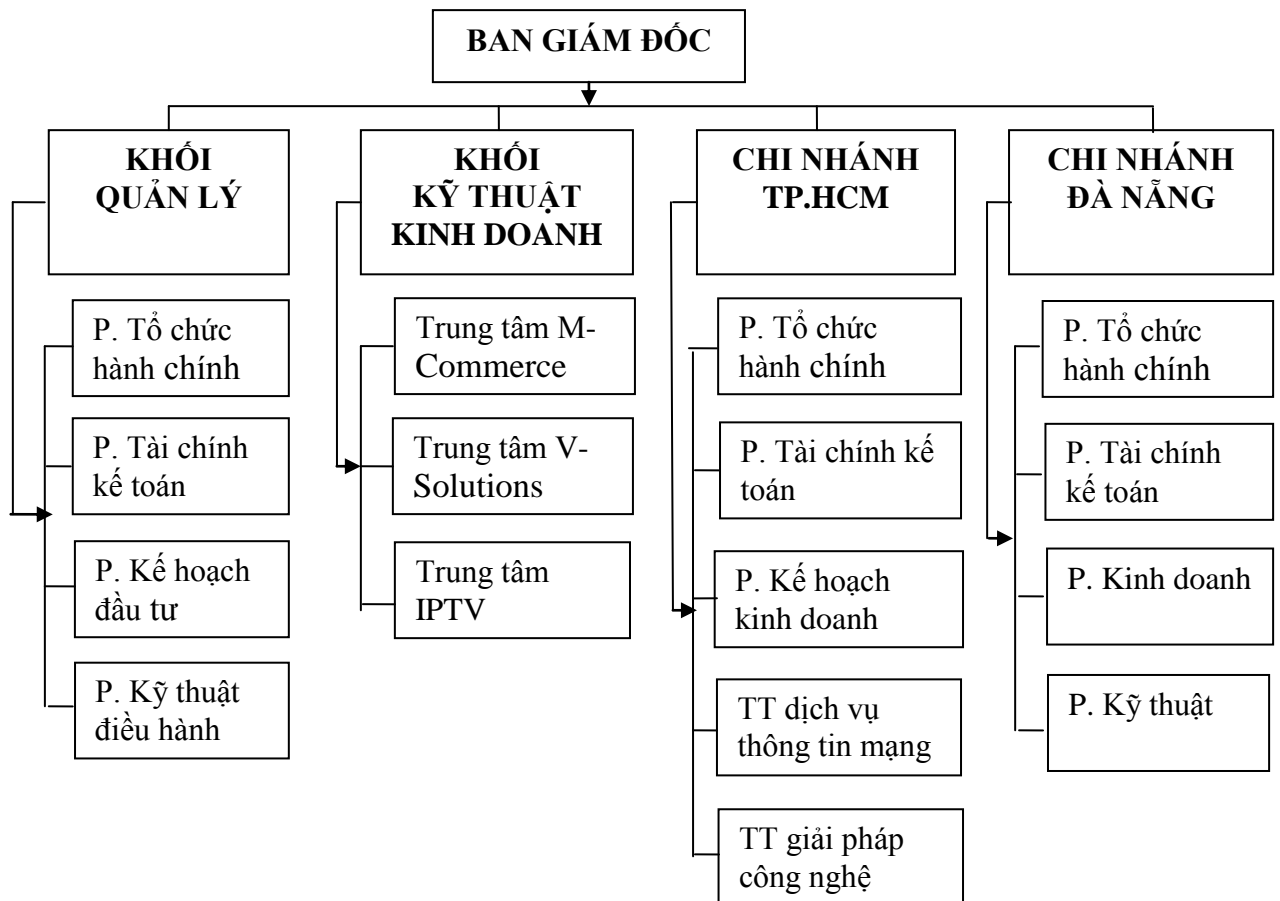 BAN GIÁM ĐỐC
KHỐI
QUẢN LÝ
P. Tổ chức
hành chính
P. Tài chính
kế toán
P. Kế hoạch
đầu tư
P. Kỹ thuật
điều hành
KHỐI
KỸ THUẬT
KINH DOANH
Trung tâm M-
Commerce
Trung tâm V-
Solutions
Trung tâm
IPTV
CHI NHÁNH
TP.HCM
P. Tổ chức
hành chính
P. Tài chính kế
toán
P. Kế hoạch
kinh doanh
TT dịch vụ
thông tin mạng
TT giải pháp
công nghệ
CHI NHÁNH
ĐÀ NẴNG
P. Tổ chức
hành chính
P. Tài chính
kế toán
P. Kinh doanh
P. Kỹ thuật